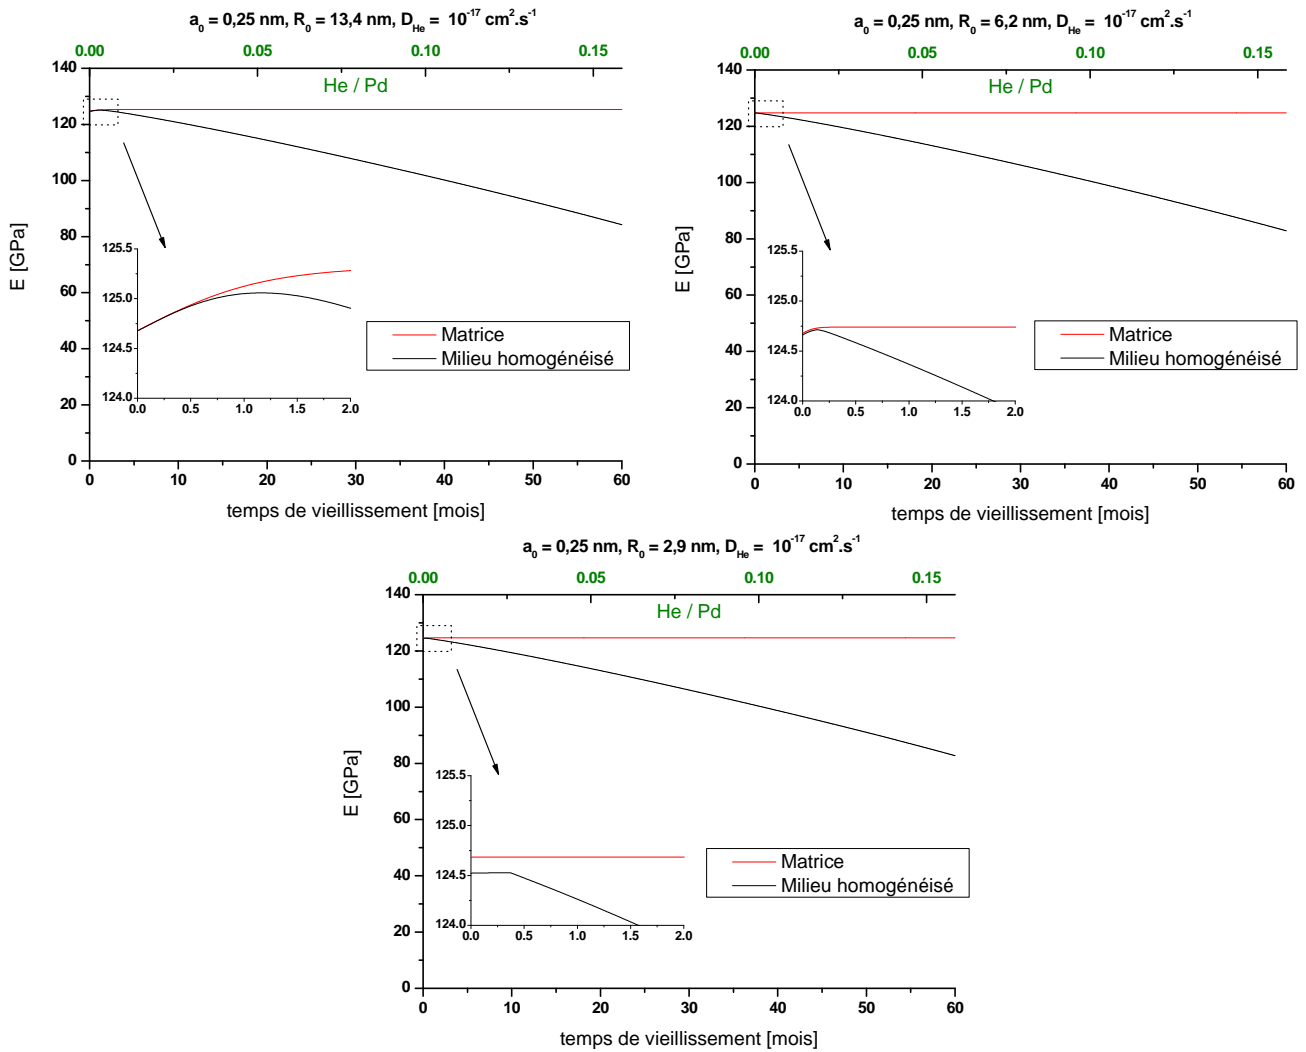 a0 = 0,25 nm, R0 = 13,4 nm, DHe = 10-17 cm2.s-1
0.00 0.05 0.10 0.15
He / Pd
140
120
100
80
60
40
20
0
E [GPa]
125.5
125.0
124.5
124.0
0.0 0.5 1.0 1.5 2.0
Matrice
Milieu homogénéisé
0 10 20 30 40 50 60
temps de vieillissement [mois]
a0 = 0,25 nm, R0 = 6,2 nm, DHe = 10-17 cm2.s-1
0.00 0.05 0.10 0.15
He / Pd
140
120
100
80
60
40
20
0
E [GPa]
125.5
125.0
124.5
124.0
0.0 0.5 1.0 1.5 2.0
Matrice
Milieu homogénéisé
0 10 20 30 40 50 60
temps de vieillissement [mois]
a0 = 0,25 nm, R0 = 2,9 nm, DHe = 10-17 cm2.s-1
0.00 0.05 0.10 0.15
He / Pd
140
120
100
80
60
40
20
0
E [GPa]
125.5
125.0
124.5
124.0
0.0 0.5 1.0 1.5 2.0
Matrice
Milieu homogénéisé
0 10 20 30 40 50 60
temps de vieillissement [mois]